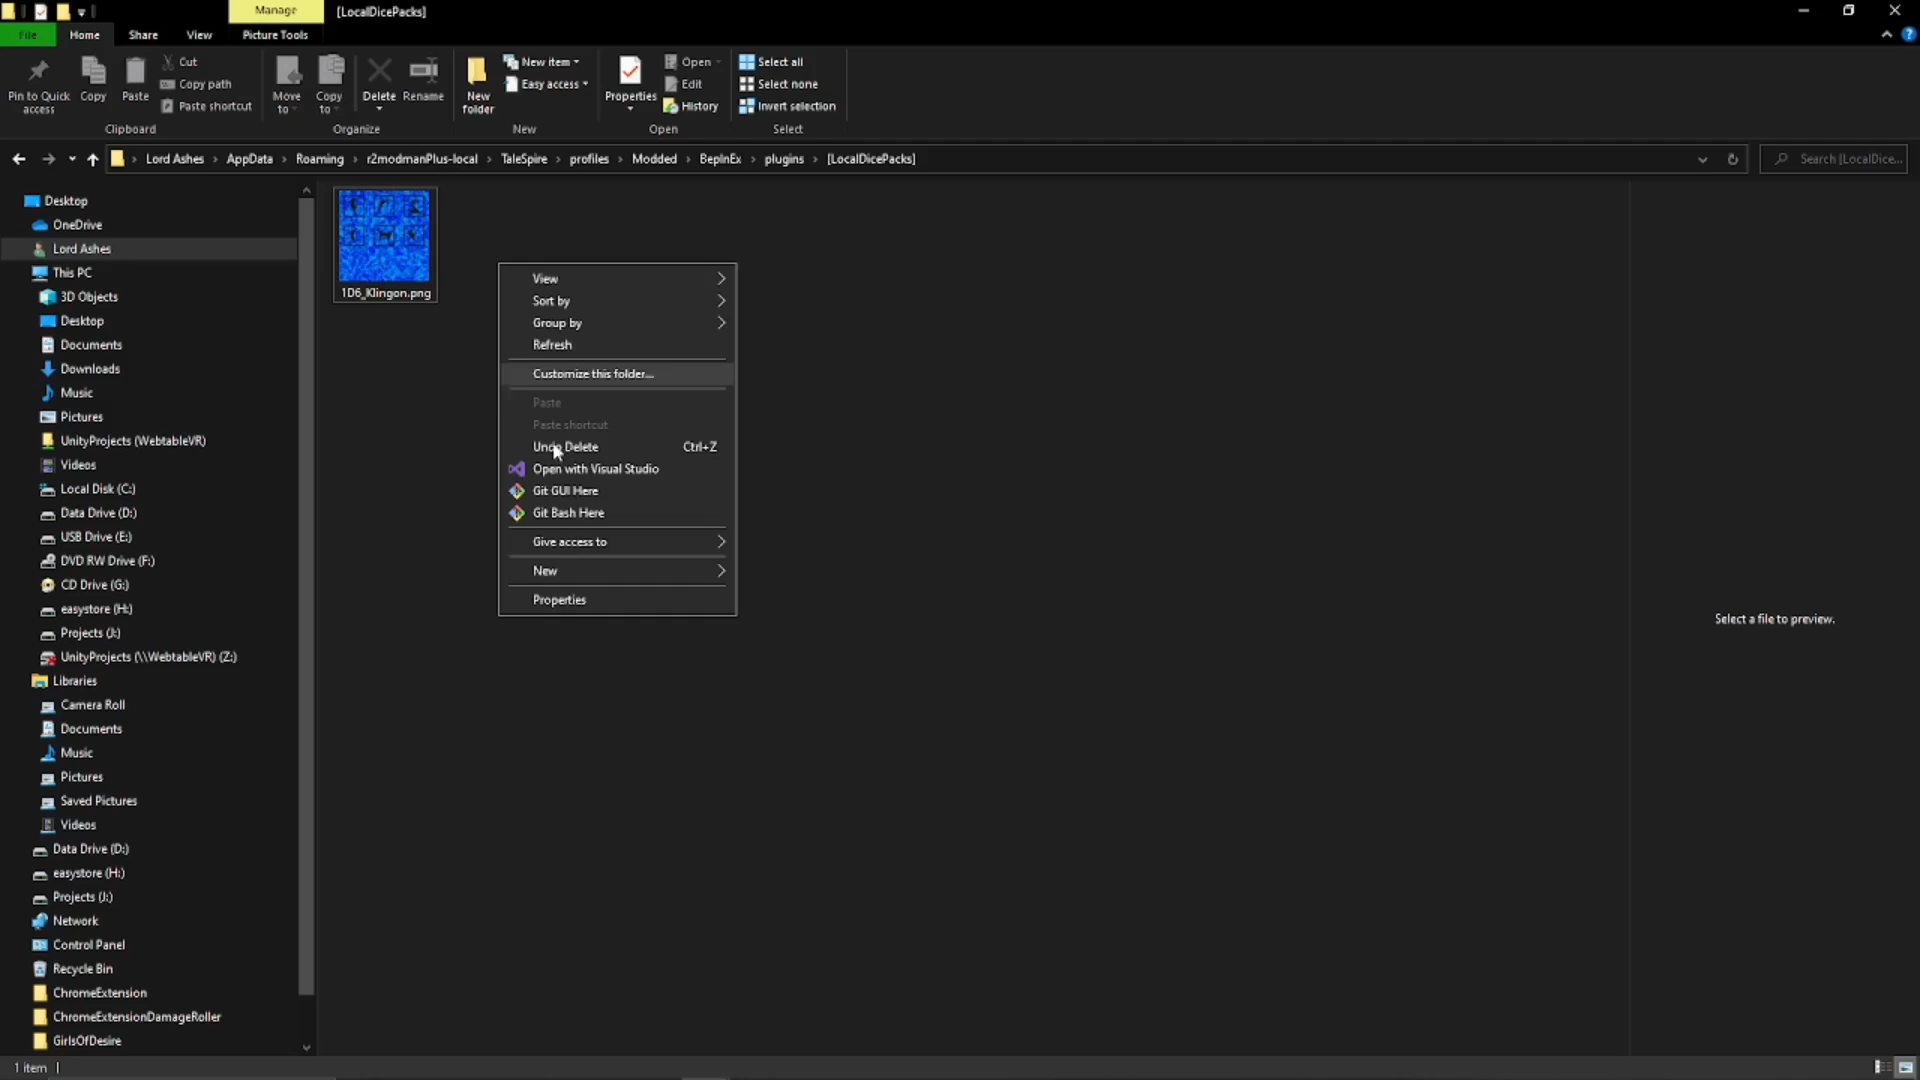 Manage
[LocalDicePacks]
File
Home
Share
View
Picture Tools
Pin to Quick access
Copy
Paste
Cut
Copy path
Paste shortcut
Clipboard
Move to
Copy to
Delete
Rename
Organize
New folder
New item
Easy access
New
Properties
Open
Edit
History
Open
Select all
Select none
Invert selection
Select
Lord Ashes > AppData > Roaming > r2modmanPlus-local > TaleSpire > profiles > Modded > BepInEx > plugins > [LocalDicePacks]
Search [LocalDice...
Desktop
OneDrive
Lord Ashes
This PC
3D Objects
Desktop
Documents
Downloads
Music
Pictures
UnityProjects (WebtableVR)
Videos
Local Disk (C:)
Data Drive (D:)
USB Drive (E:)
DVD RW Drive (F:)
CD Drive (G:)
easystore (H:)
Projects (J:)
UnityProjects (\\WebtableVR) (Z:)
Libraries
Camera Roll
Documents
Music
Pictures
Saved Pictures
Videos
Data Drive (D:)
easystore (H:)
Projects (J:)
Network
Control Panel
Recycle Bin
ChromeExtension
ChromeExtensionDamageRoller
GirlsOfDesire
1D6_Klingon.png
View
Sort by
Group by
Refresh
Customize this folder...
Paste
Paste shortcut
Undo Delete Ctrl+Z
Open with Visual Studio
Git GUI Here
Git Bash Here
Give access to
New
Properties
Select a file to preview.
1 item